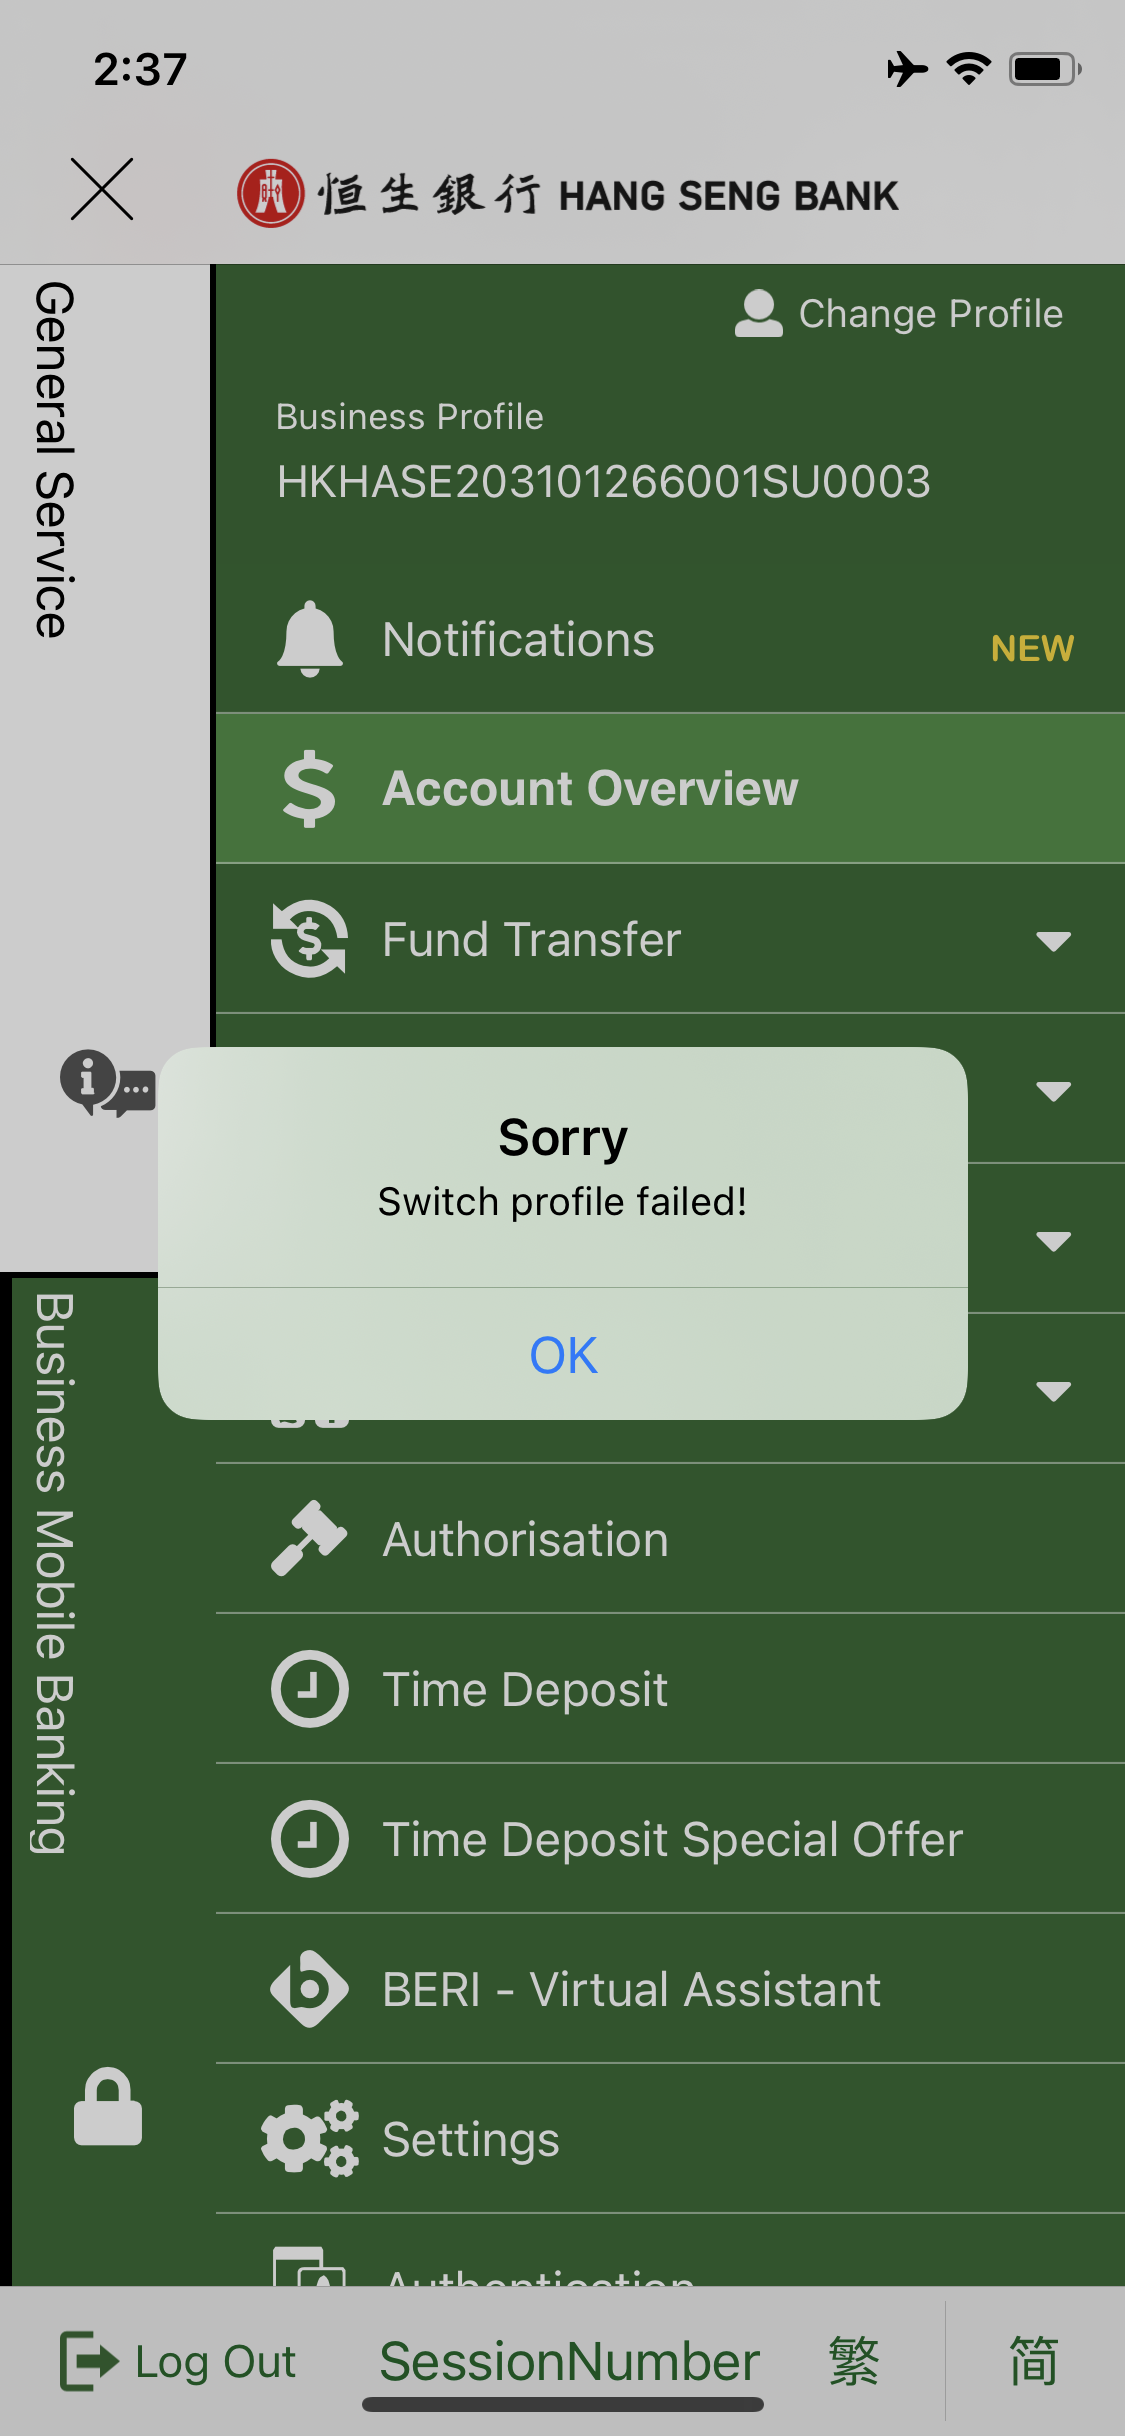 2:37
恒生銀行 HANG SENG BANK
General Service
Change Profile
Business Profile
HKHASE203101266001SU0003
Notifications
NEW
Account Overview
Fund Transfer
Sorry
Switch profile failed!
OK
Business Mobile Banking
Authorisation
Time Deposit
Time Deposit Special Offer
BERI - Virtual Assistant
Settings
Authentication
Log Out
SessionNumber
繁
简